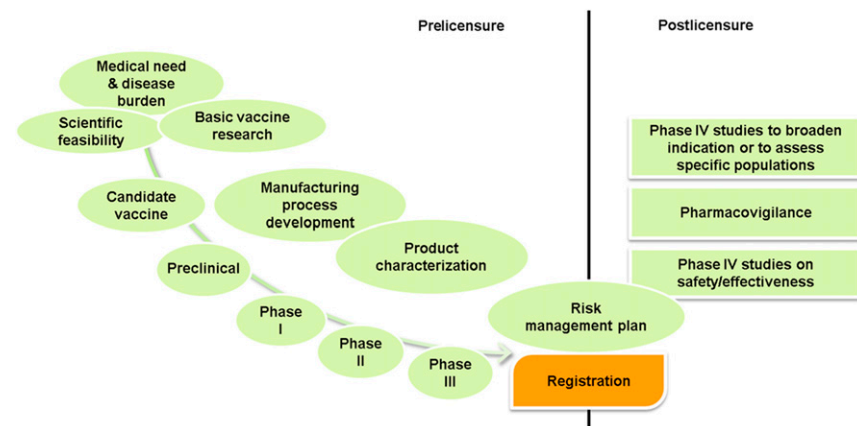 Prelicensure
Postlicensure
Medical need
& disease
burden
Scientific
feasibility
Basic vaccine
research
Candidate
vaccine
Manufacturing
process
development
Product
characterization
Preclinical
Phase
I
Phase
II
Phase
III
Risk
management plan
Registration
Phase IV studies to broaden
indication or to assess
specific populations
Pharmacovigilance
Phase IV studies on
safety/effectiveness